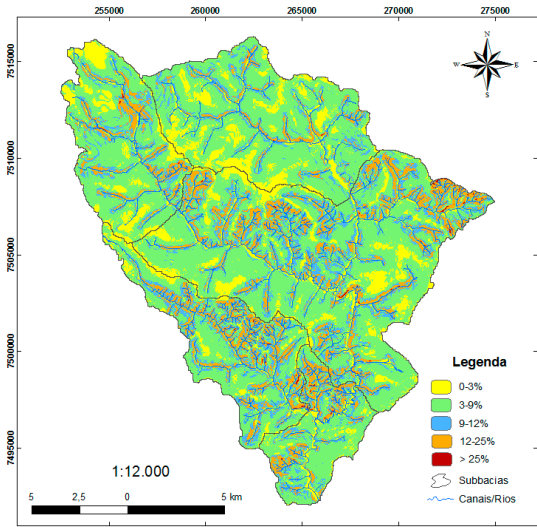 255000 260000 265000 270000 275000
7515000
7510000
7505000
7500000
7495000
N
W E
S
Legenda
0-3%
3-9%
9-12%
12-25%
> 25%
Subbacias
Canais/Rios
1:12.000
5 2,5 0 5 km